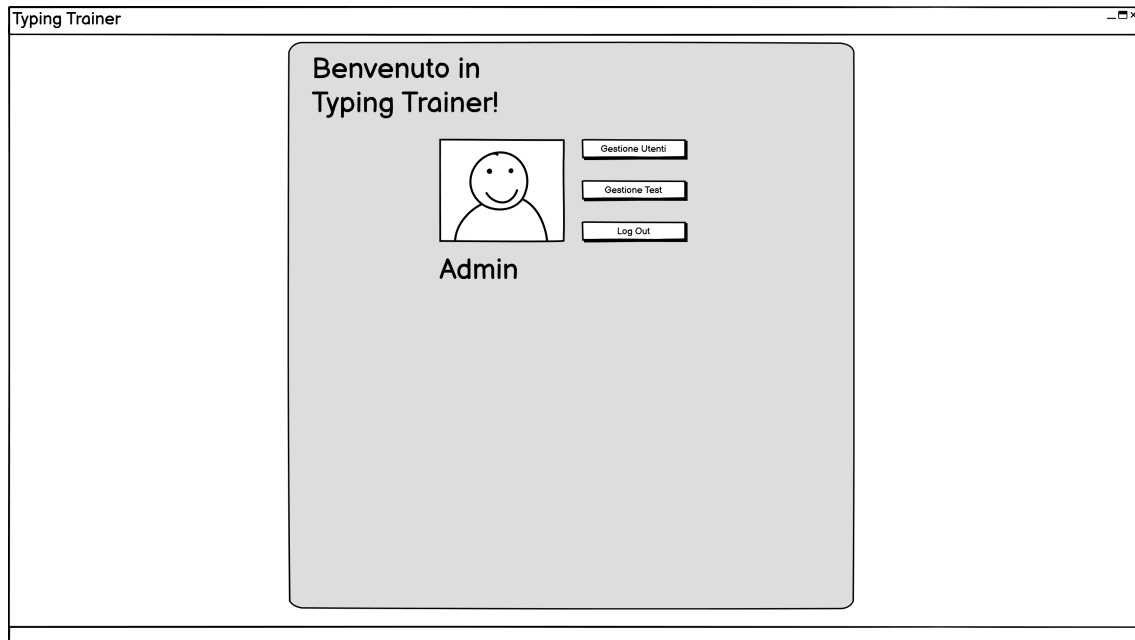 Typing Trainer
Benvenuto in
Typing Trainer!
Gestione Utenti
Gestione Test
Log Out
Admin